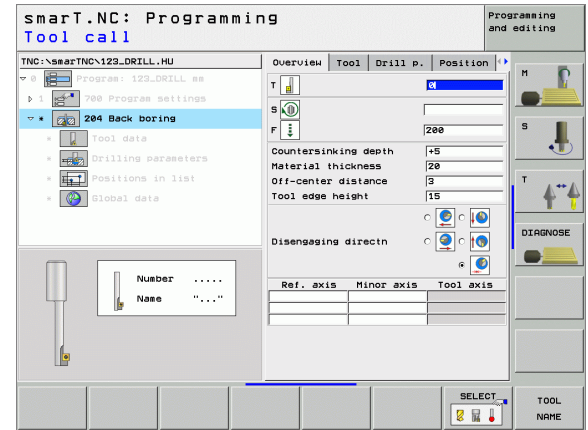 smarT.NC: Programming
Tool call
Programming
and editing
TNC:\smarTNC\123_DRILL.HU
0 Program: 123_DRILL mm
1 700 Program settings
* 204 Back boring
* Tool data
* Drilling parameters
* Positions in list
* Global data
Number .....
Name "..."
Overview Tool Drill p. Position
T 0
S
F 200
Countersinking depth +5
Material thickness 20
Off-center distance 3
Tool edge height 15
Disengaging directn
Ref. axis Minor axis Tool axis
M
S
T
DIAGNOSE
SELECT
TOOL
NAME